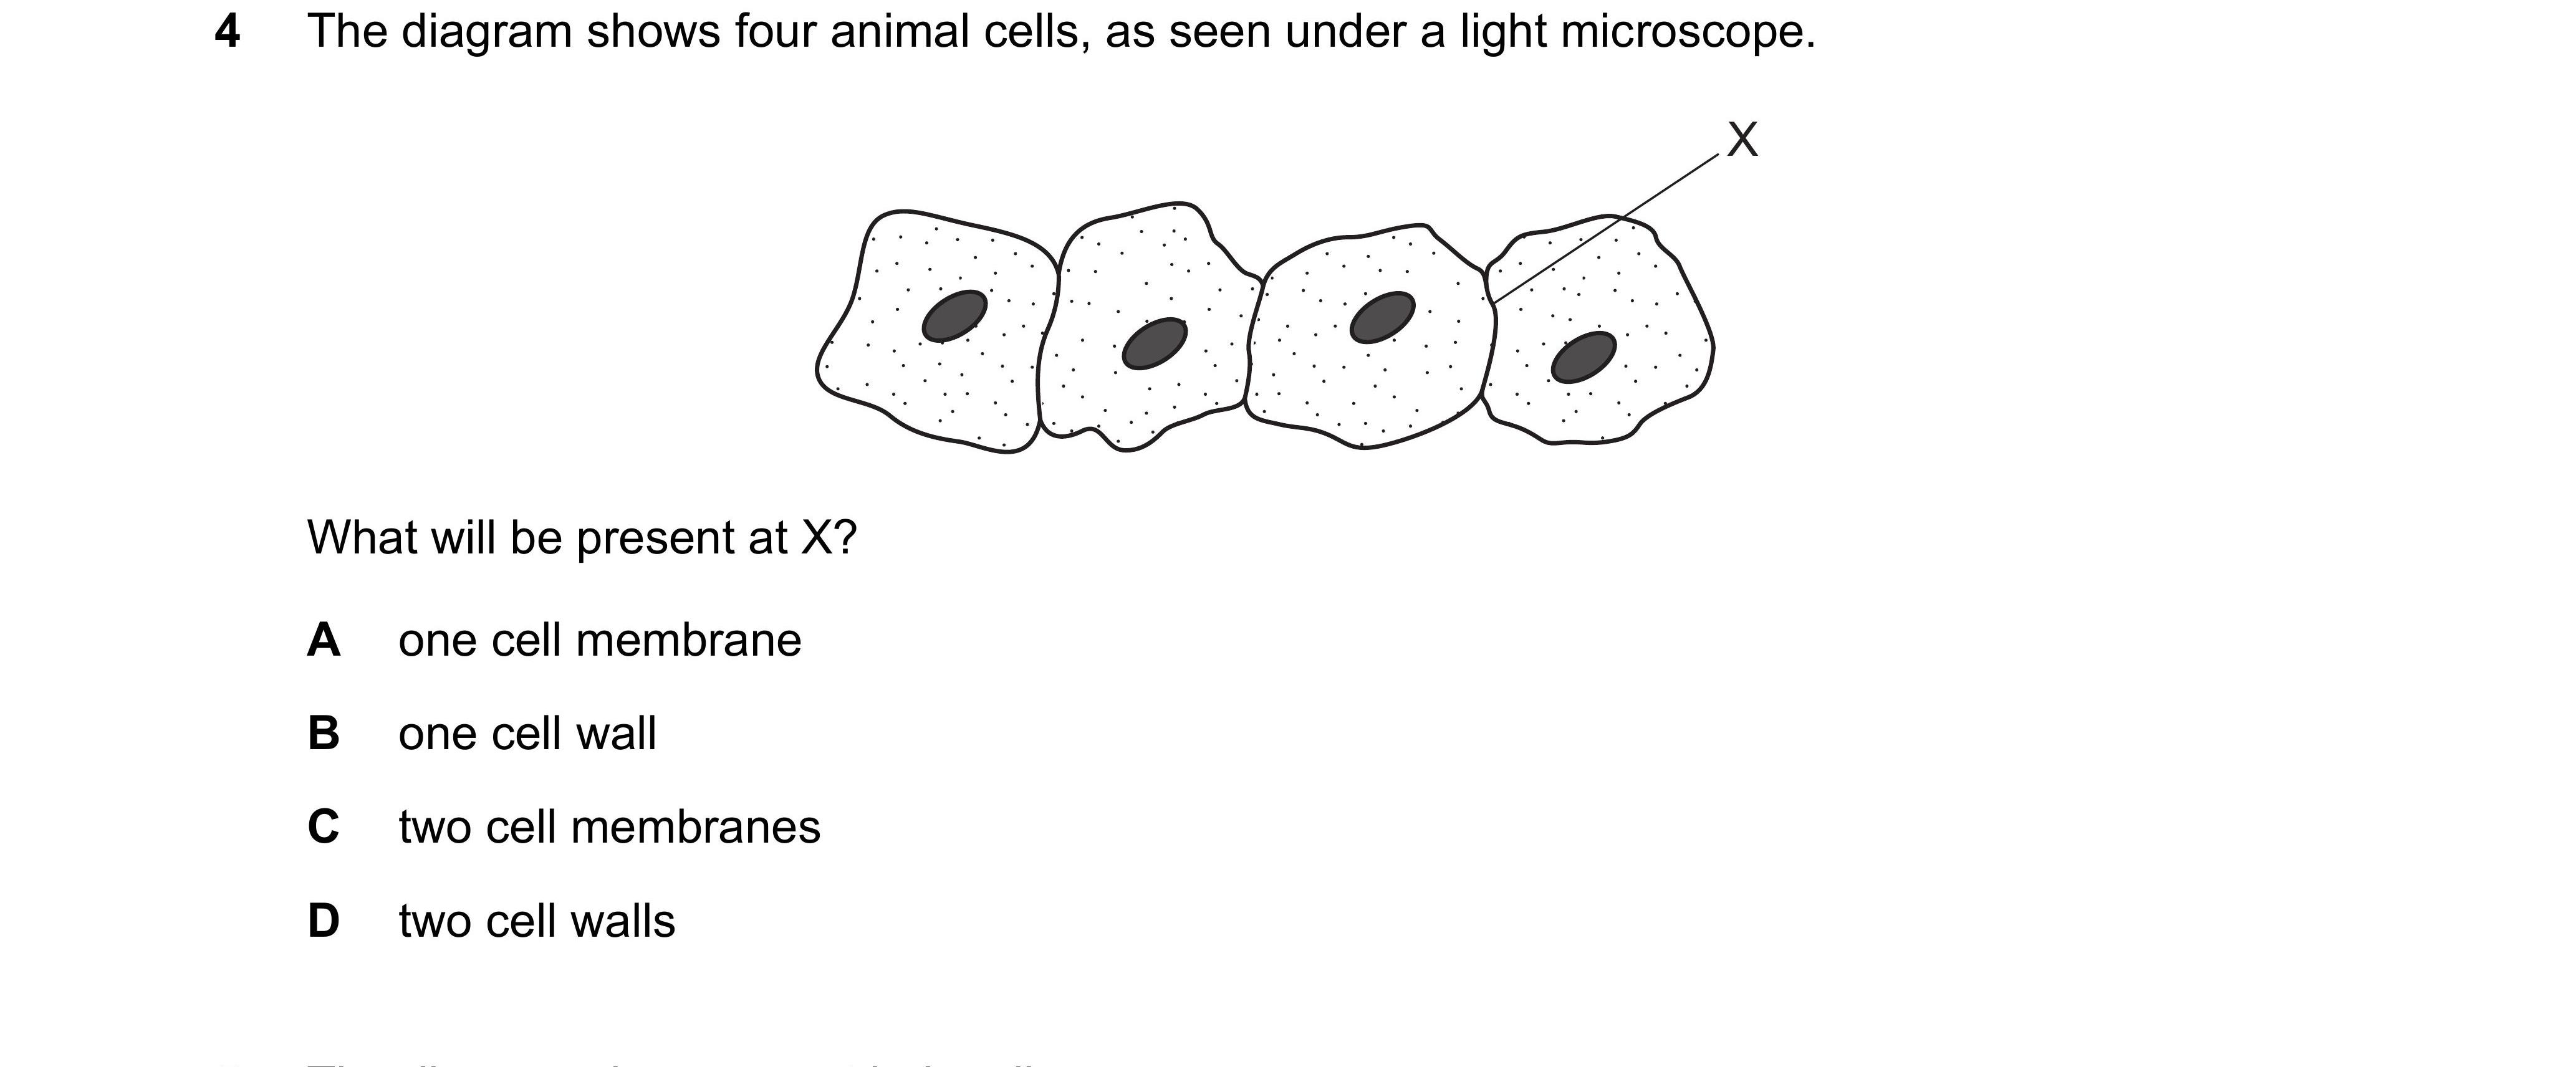 4 The diagram shows four animal cells, as seen under a light microscope.
X
What will be present at X?
A one cell membrane
B one cell wall
C two cell membranes
D two cell walls